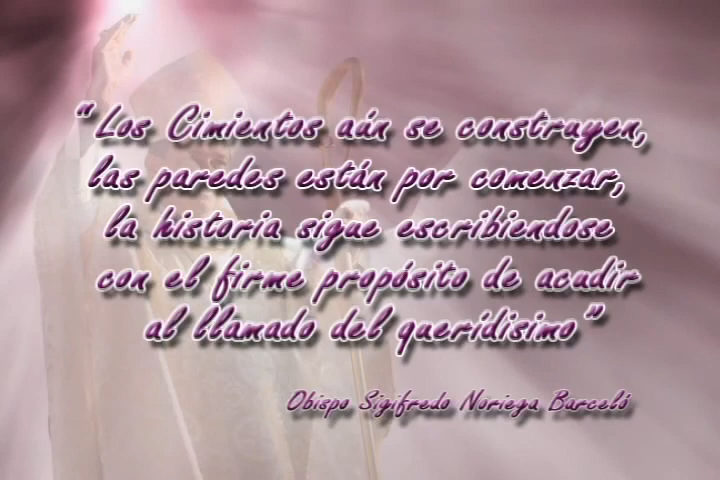 “Los Cimientos aún se construyen,
las paredes están por comenzar,
la historia sigue escribiendose
con el firme propósito de acudir
al llamado del querídisimo”
Obispo Sigifredo Noriega Barceló